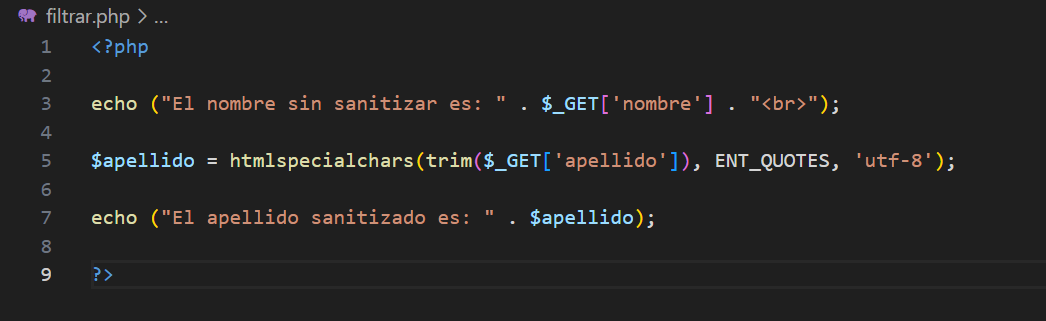 filtrar.php > ...
1 <?php
2
3 echo ("El nombre sin sanitizar es: " . $_GET['nombre'] . "<br>");
4
5 $apellido = htmlspecialchars(trim($_GET['apellido']), ENT_QUOTES, 'utf-8');
6
7 echo ("El apellido sanitizado es: " . $apellido);
8
9 ?>